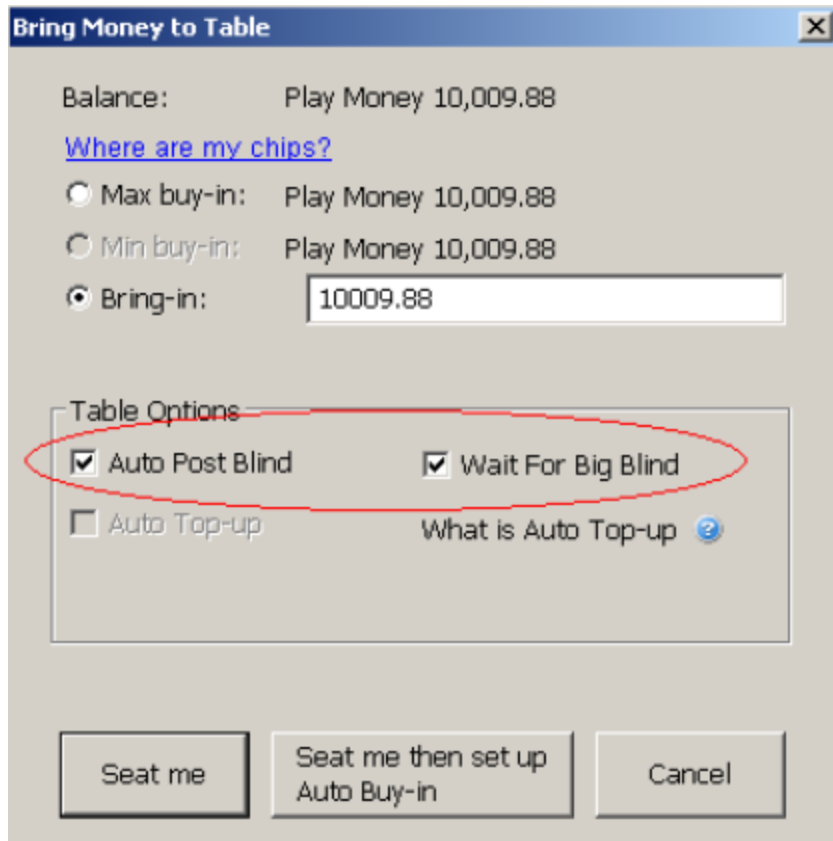 Bring Money to Table
Balance: Play Money 10,009.88
Where are my chips?
Max buy-in: Play Money 10,009.88
Min buy-in: Play Money 10,009.88
Bring-in: 10009.88
Table Options
Auto Post Blind Wait For Big Blind
Auto Top-up What is Auto Top-up ?
Seat me
Seat me then set up
Auto Buy-in
Cancel